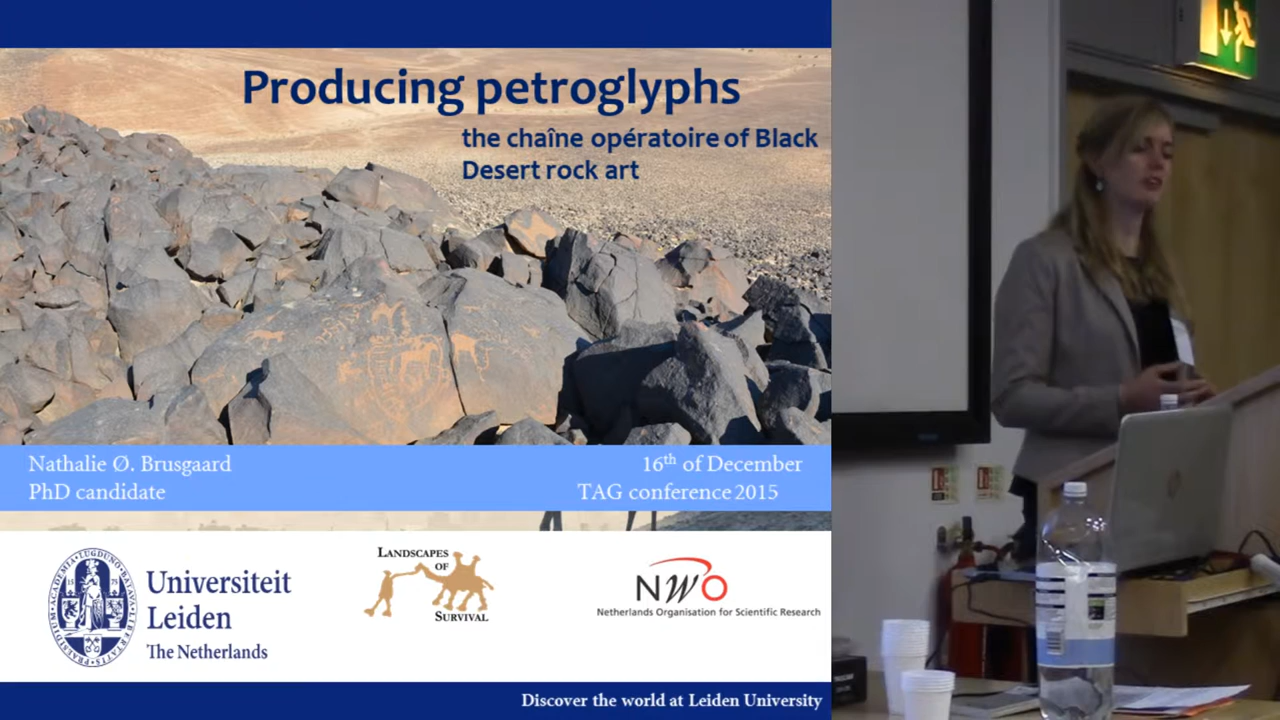 Producing petroglyphs
the chaîne opératoire of Black
Desert rock art
Nathalie Ø. Brusgaard
PhD candidate
16th of December
TAG conference 2015
Universiteit
Leiden
The Netherlands
LANDSCAPES
OF
SURVIVAL
NWO
Netherlands Organisation for Scientific Research
Discover the world at Leiden University